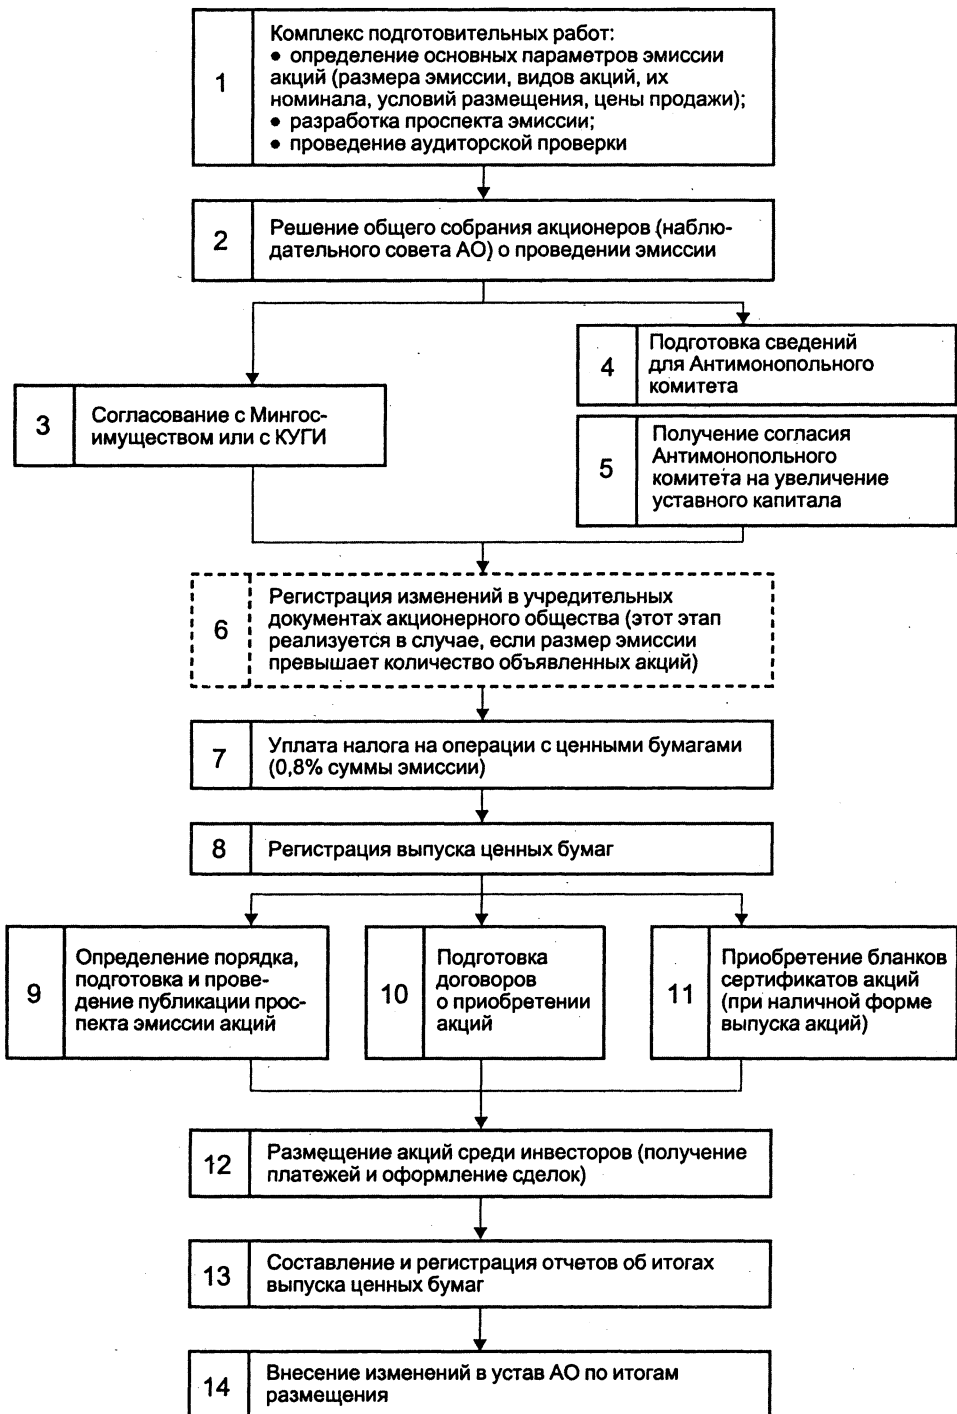 1
Комплекс подготовительных работ:
• определение основных параметров эмиссии
акций (размера эмиссии, видов акций, их
номинала, условий размещения, цены продажи);
• разработка проспекта эмиссии;
• проведение аудиторской проверки
2
Решение общего собрания акционеров (наблю-
дательного совета АО) о проведении эмиссии
3
Согласование с Мингос-
имуществом или с КУГИ
4
Подготовка сведений
для Антимонопольного
комитета
5
Получение согласия
Антимонопольного
комитета на увеличение
уставного капитала
6
Регистрация изменений в учредительных
документах акционерного общества (этот этап
реализуется в случае, если размер эмиссии
превышает количество объявленных акций)
7
Уплата налога на операции с ценными бумагами
(0,8% суммы эмиссии)
8
Регистрация выпуска ценных бумаг
9
Определение порядка,
подготовка и прове-
дение публикации прос-
пекта эмиссии акций
10
Подготовка
договоров
о приобретении
акций
11
Приобретение бланков
сертификатов акций
(при наличной форме
выпуска акций)
12
Размещение акций среди инвесторов (получение
платежей и оформление сделок)
13
Составление и регистрация отчетов об итогах
выпуска ценных бумаг
14
Внесение изменений в устав АО по итогам
размещения